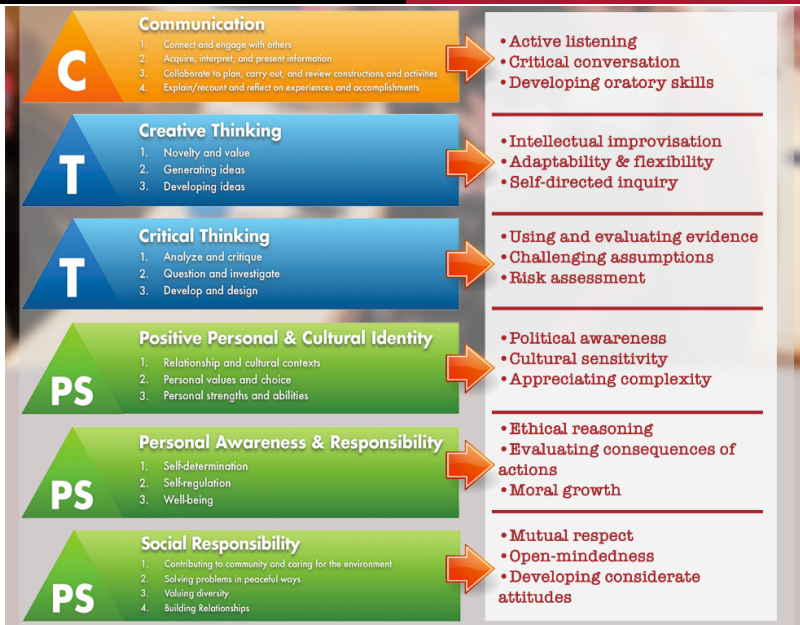 C
Communication
1. Connect and engage with others
2. Acquire, interpret, and present information
3. Collaborate to plan, carry out, and review constructions and activities
4. Explain/recount and reflect on experiences and accomplishments
• Active listening
• Critical conversation
• Developing oratory skills
T
Creative Thinking
1. Novelty and value
2. Generating ideas
3. Developing ideas
• Intellectual improvisation
• Adaptability & flexibility
• Self-directed inquiry
T
Critical Thinking
1. Analyze and critique
2. Question and investigate
3. Develop and design
• Using and evaluating evidence
• Challenging assumptions
• Risk assessment
PS
Positive Personal & Cultural Identity
1. Relationship and cultural contexts
2. Personal values and choice
3. Personal strengths and abilities
• Political awareness
• Cultural sensitivity
• Appreciating complexity
PS
Personal Awareness & Responsibility
1. Self-determination
2. Self-regulation
3. Well-being
• Ethical reasoning
• Evaluating consequences of
actions
• Moral growth
PS
Social Responsibility
1. Contributing to community and caring for the environment
2. Solving problems in peaceful ways
3. Valuing diversity
4. Building Relationships
• Mutual respect
• Open-mindedness
• Developing considerate
attitudes